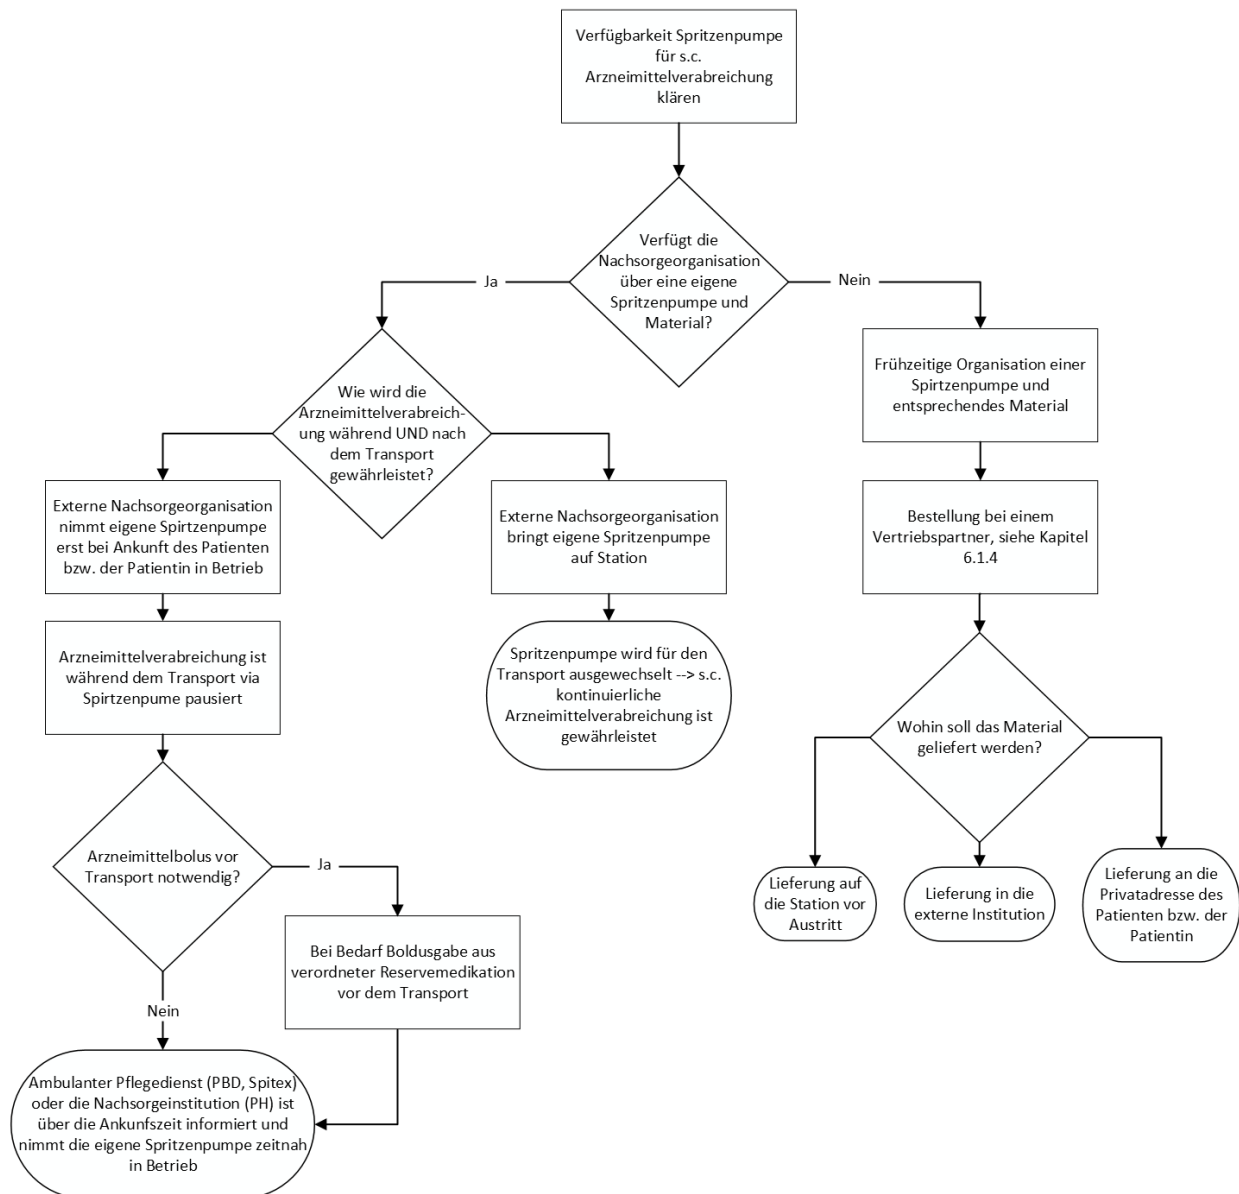 Verfügbarkeit Spritzenpumpe
für s.c.
Arzneimittelverabreichung
klären
Verfügt die
Nachsorgeorganisation
über eine eigene
Spritzenpumpe und
Material?
Ja
Nein
Wie wird die
Arzneimittelverabreich-
ung während UND nach
dem Transport
gewährleistet?
Frühzeitige Organisation einer
Spirtzenpumpe und
entsprechendes Material
Externe Nachsorgeorganisation
nimmt eigene Spirtzenpumpe
erst bei Ankunft des Patienten
bzw. der Patientin in Betrieb
Externe Nachsorgeorganisation
bringt eigene Spritzenpumpe
auf Station
Bestellung bei einem
Vertriebspartner, siehe Kapitel
6.1.4
Arzneimittelverabreichung ist
während dem Transport via
Spirtzenpume pausiert
Spritzenpumpe wird für den
Transport ausgewechselt --> s.c.
kontinuierliche
Arzneimittelverabreichung ist
gewährleistet
Wohin soll das Material
geliefert werden?
Arzneimittelbolus vor
Transport notwendig?
Ja
Nein
Lieferung auf
die Station vor
Austritt
Lieferung in die
externe Institution
Lieferung an die
Privatadresse des
Patienten bzw. der
Patientin
Bei Bedarf Boldusgabe aus
verordneter Reservemedikation
vor dem Transport
Ambulanter Pflegedienst (PBD, Spitex)
oder die Nachsorgeinstitution (PH) ist
über die Ankunfszeit informiert und
nimmt die eigene Spritzenpumpe zeitnah
in Betrieb